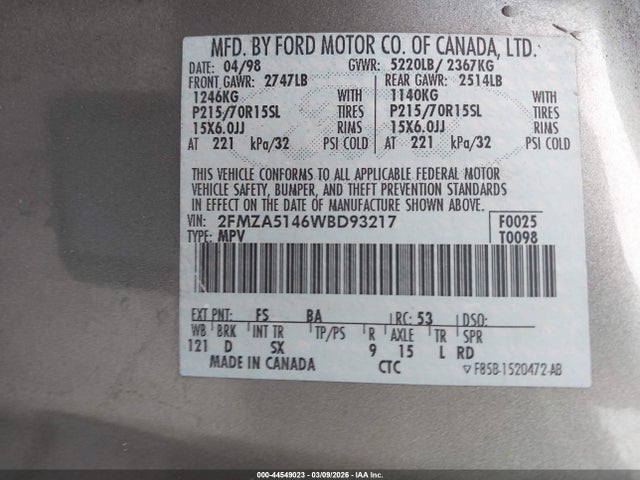 MFD. BY FORD MOTOR CO. OF CANADA, LTD.
DATE: 04/98 GVWR: 5220LB/ 2367KG
FRONT GAWR: 2747LB REAR GAWR: 2514LB
1246KG WITH 1140KG WITH
P215/70R15SL TIRES P215/70R15SL TIRES
15X6.0JJ RIMS 15X6.0JJ RIMS
AT 221 kPa/32 PSI COLD AT 221 kPa/32 PSI COLD
THIS VEHICLE CONFORMS TO ALL APPLICABLE FEDERAL MOTOR
VEHICLE SAFETY, BUMPER, AND THEFT PREVENTION STANDARDS
IN EFFECT ON THE DATE OF MANUFACTURE SHOWN ABOVE.
VIN: 2FMZA5146WBD93217 F0025
TYPE: MPV T0098
EXT PNT: FS BA RC: 53 DSO:
WB BRK INT TR TP/PS R AXLE TR SPR
121 D SX 9 15 L RD
MADE IN CANADA CTC ▽ F85B-1520472-AB
000-44549023 | 03/09/2026 - IAA Inc.